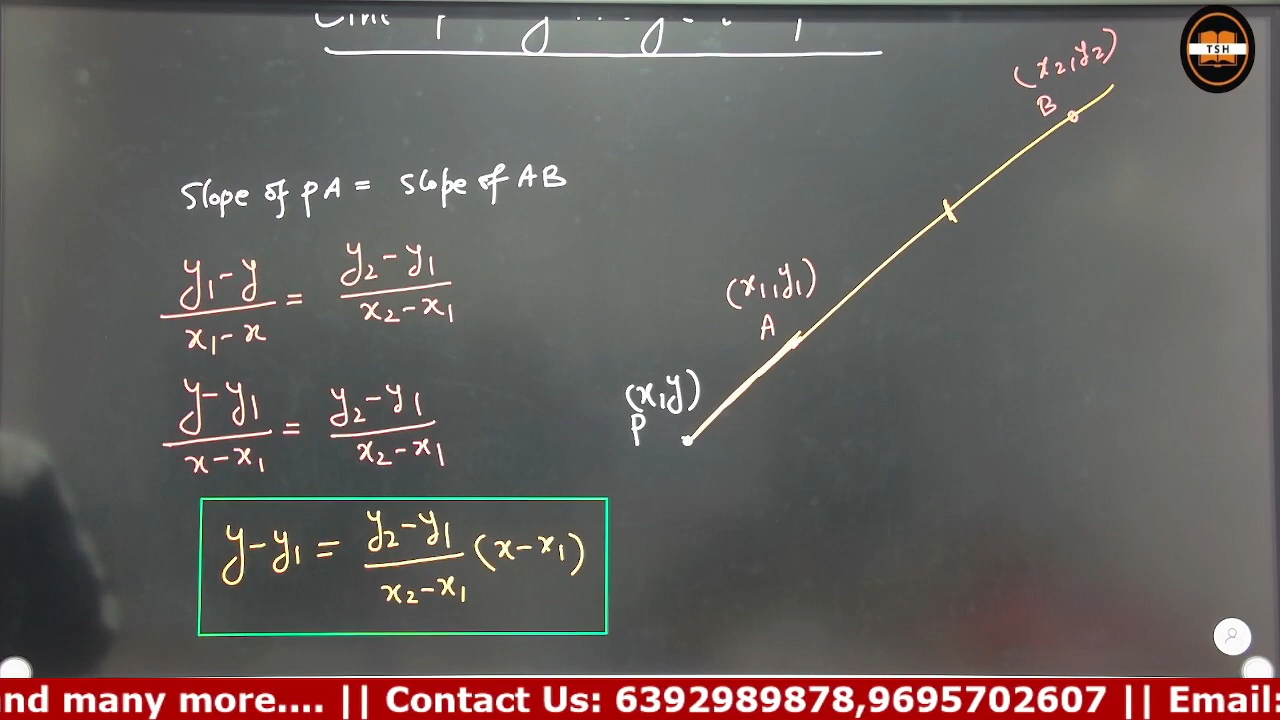 TSH
(x₂,y₂)
B
Slope of PA = Slope of AB
y₁-y/x₁-x = y₂-y₁/x₂-x₁
(x₁,y₁)
A
(x,y)
P
y-y₁/x-x₁ = y₂-y₁/x₂-x₁
y-y₁ = y₂-y₁/x₂-x₁ (x-x₁)
nd many more.... || Contact Us: 6392989878,9695702607 || Email: